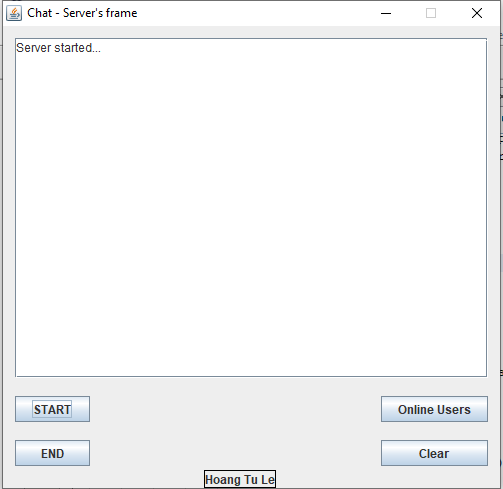 Chat - Server's frame
Server started...
START
Online Users
END
Clear
Hoang Tu Le